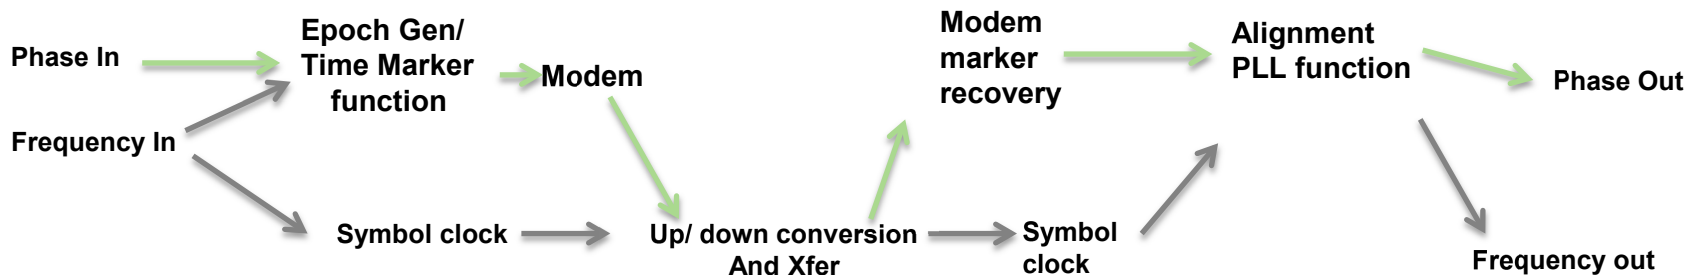 Phase In
Frequency In
Epoch Gen/
Time Marker
function
Modem
Symbol clock
Up/ down conversion
And Xfer
Modem
marker
recovery
Symbol
clock
Alignment
PLL function
Phase Out
Frequency out